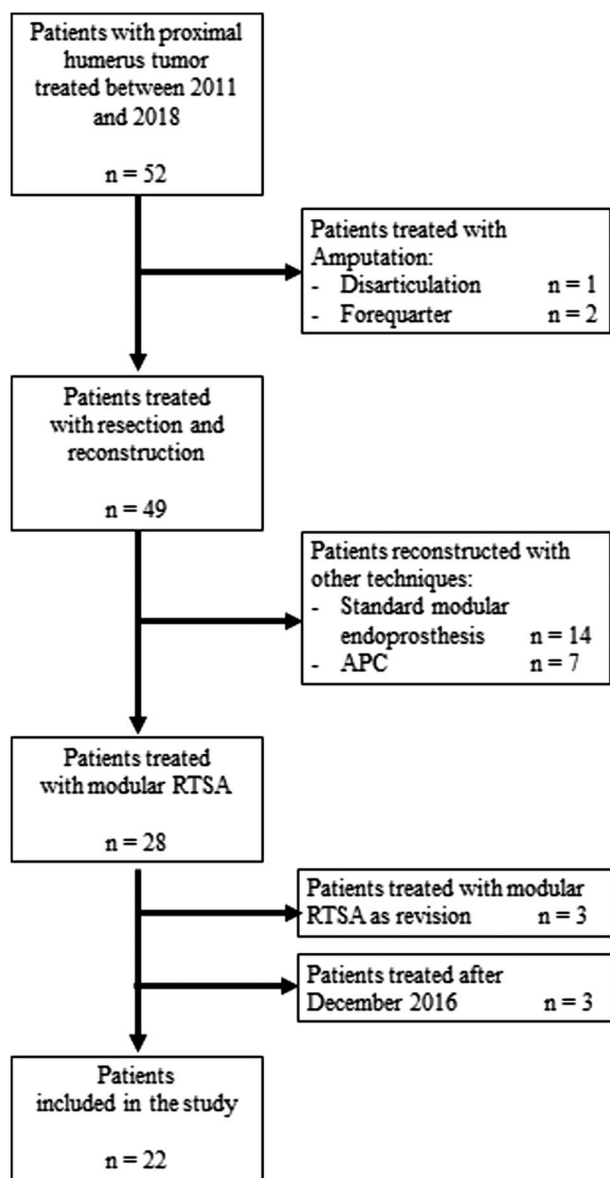 Patients with proximal
humerus tumor
treated between 2011
and 2018
n = 52
Patients treated with
Amputation:
- Disarticulation n = 1
- Forequarter n = 2
Patients treated
with resection and
reconstruction
n = 49
Patients reconstructed with
other techniques:
- Standard modular
endoprosthesis n = 14
- APC n = 7
Patients treated
with modular RTSA
n = 28
Patients treated with modular
RTSA as revision n = 3
Patients treated after
December 2016 n = 3
Patients
included in the study
n = 22